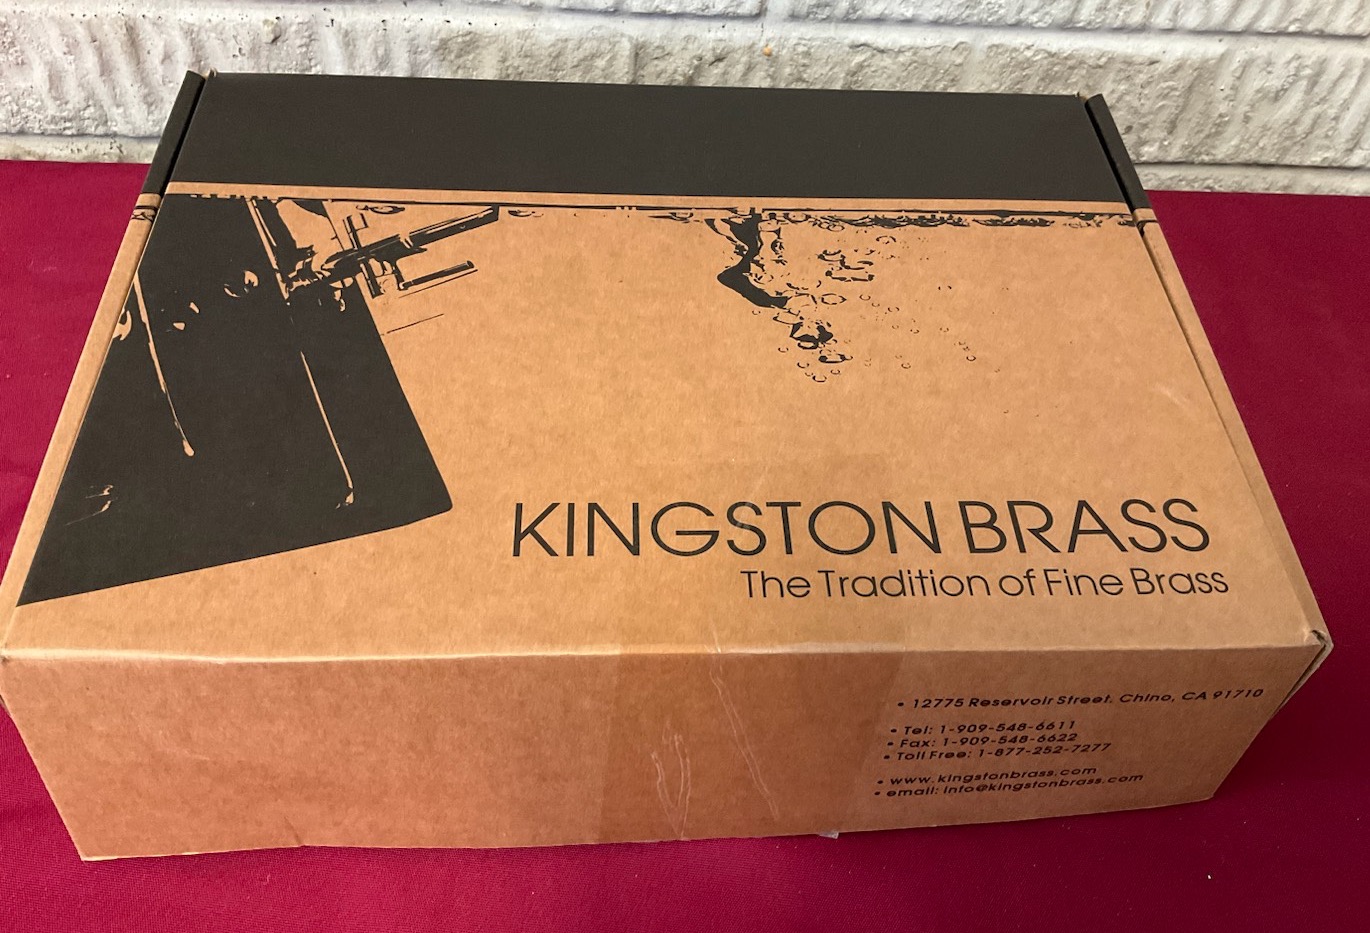 KINGSTON BRASS
The Tradition of Fine Brass
• 12775 Reservoir Street. Chino, CA 91710
• Tel: 1-909-548-6611
• Fax: 1-909-548-6622
• Toll Free: 1-877-252-7277
• www.kingstonbrass.com
• email: info@kingstonbrass.com